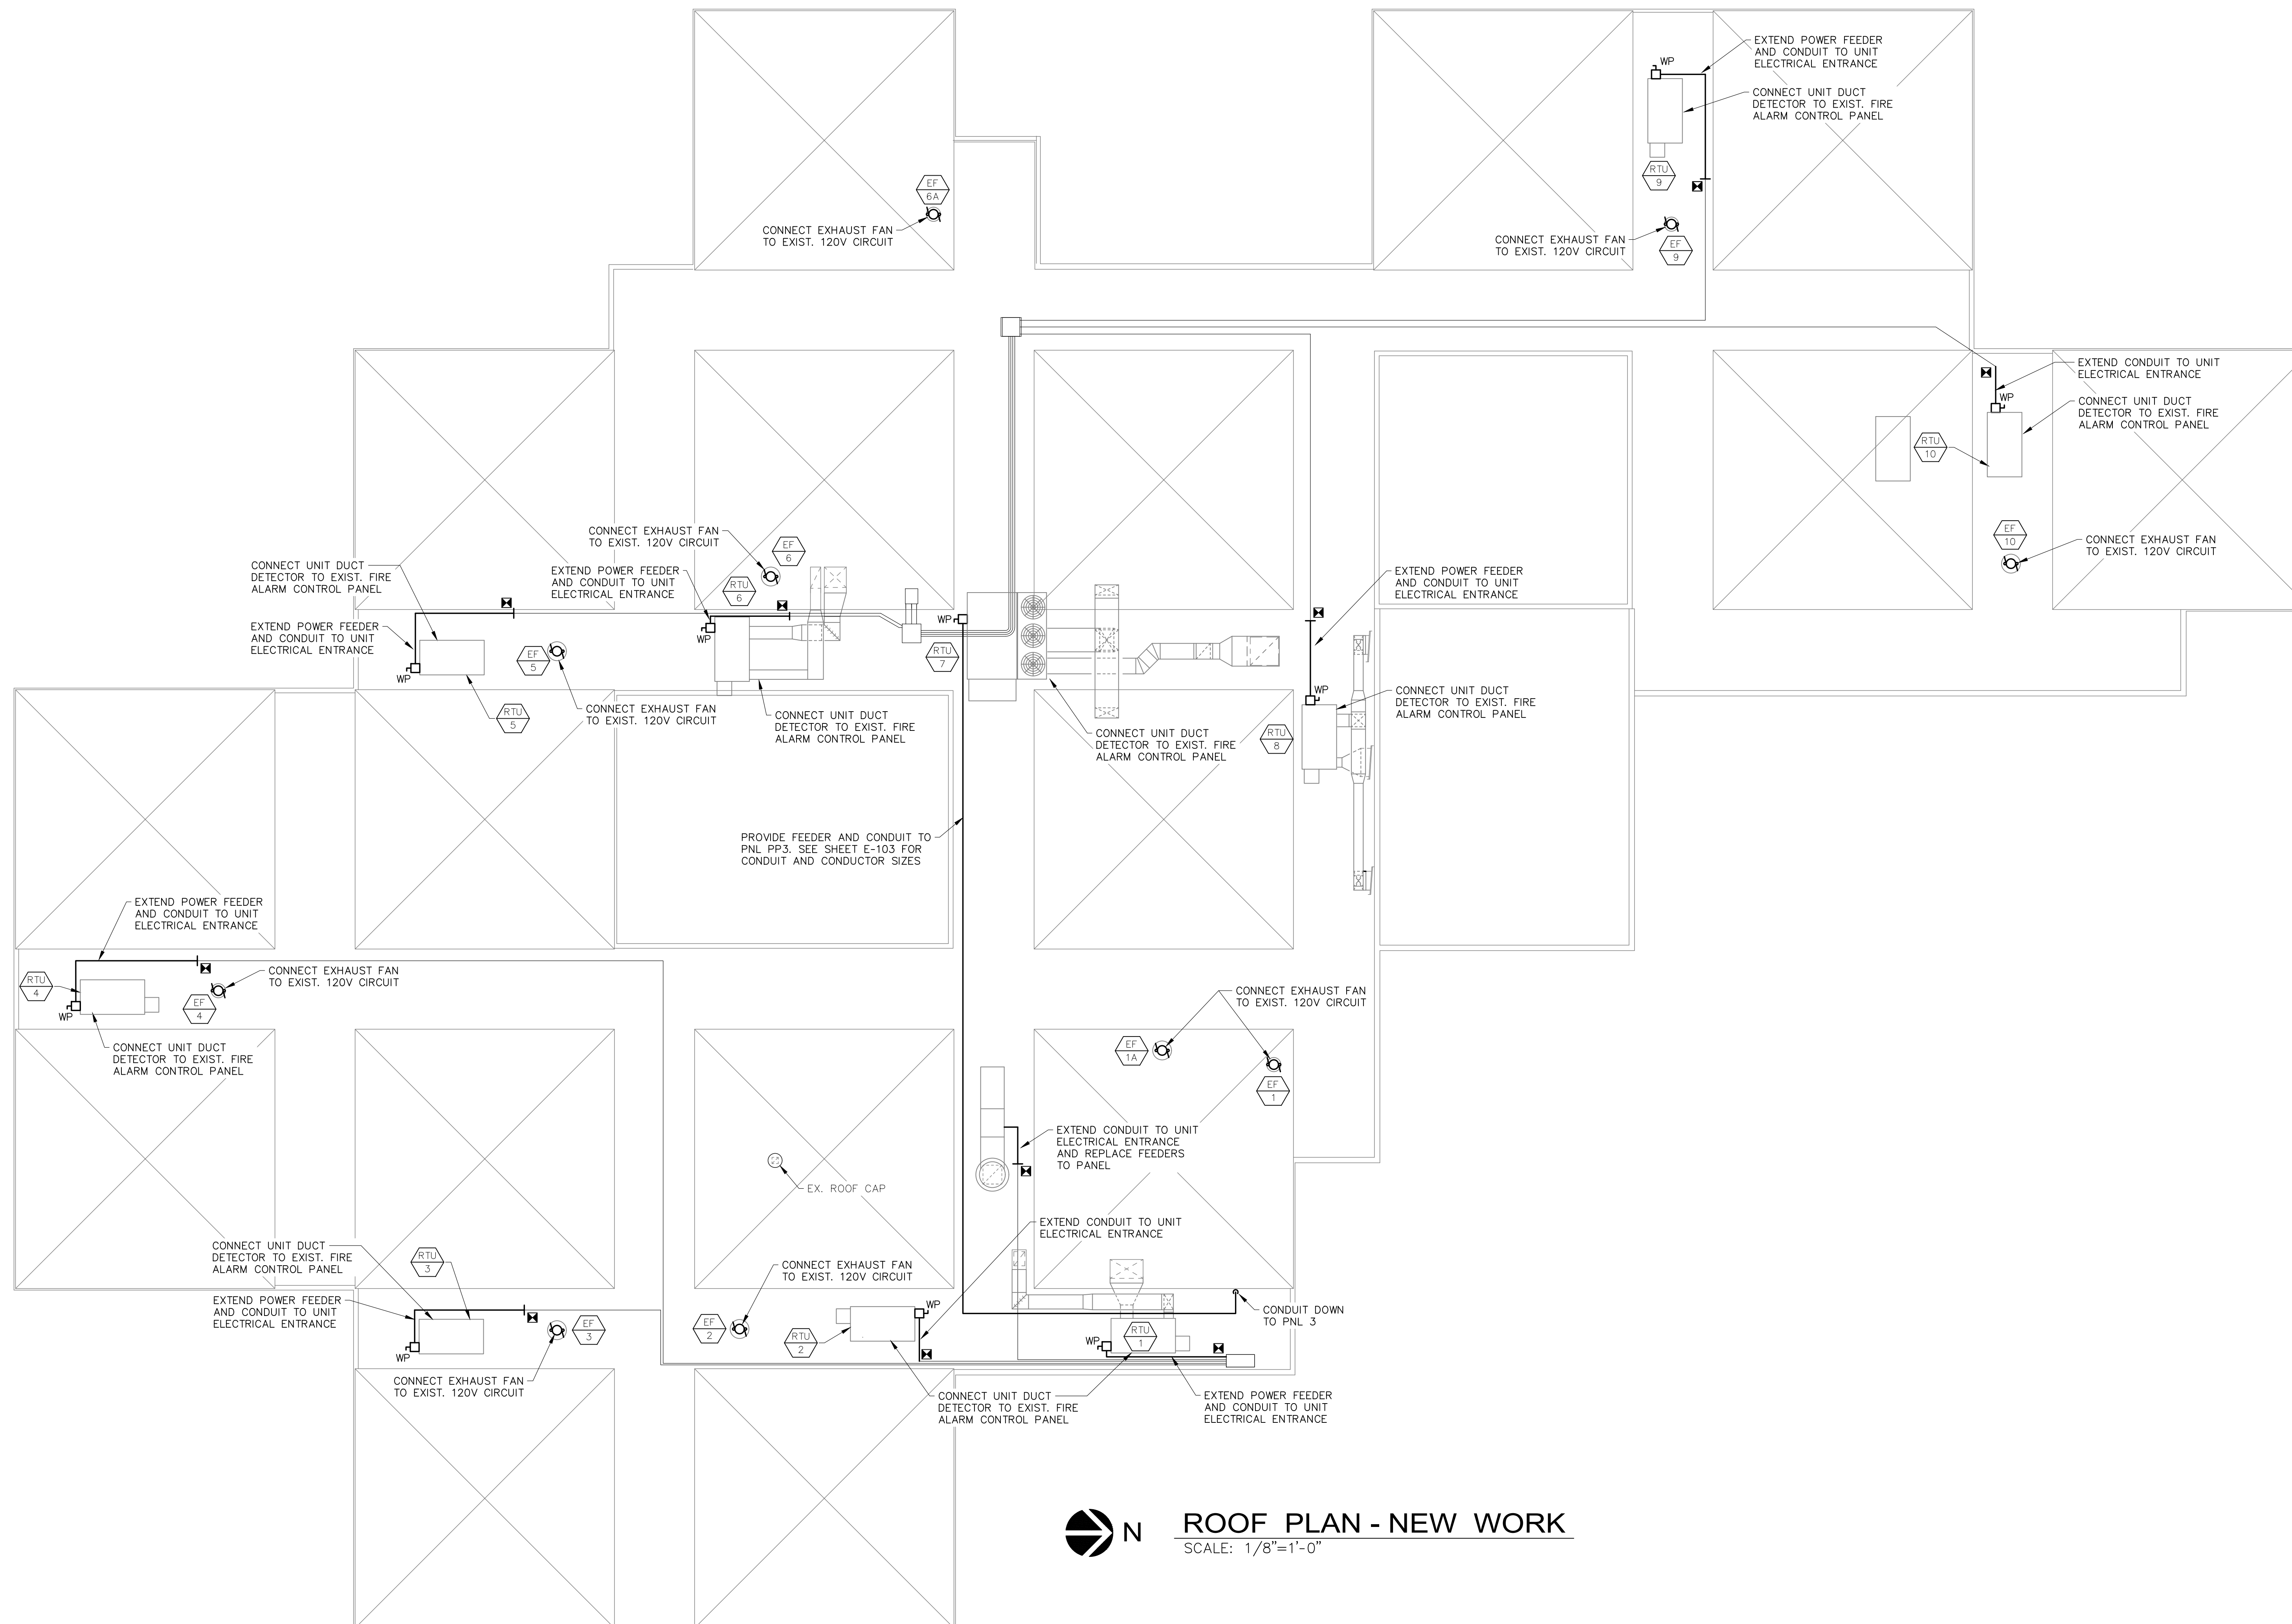 EXTEND POWER FEEDER
AND CONDUIT TO UNIT
ELECTRICAL ENTRANCE
WP
CONNECT UNIT DUCT
DETECTOR TO EXIST. FIRE
ALARM CONTROL PANEL
RTU
9
EF
6A
CONNECT EXHAUST FAN
TO EXIST. 120V CIRCUIT
CONNECT EXHAUST FAN
TO EXIST. 120V CIRCUIT
EF
9
EXTEND CONDUIT TO UNIT
ELECTRICAL ENTRANCE
WP
CONNECT UNIT DUCT
DETECTOR TO EXIST. FIRE
ALARM CONTROL PANEL
RTU
10
EF
10
CONNECT EXHAUST FAN
TO EXIST. 120V CIRCUIT
CONNECT EXHAUST FAN
TO EXIST. 120V CIRCUIT
EF
6
CONNECT UNIT DUCT
DETECTOR TO EXIST. FIRE
ALARM CONTROL PANEL
EXTEND POWER FEEDER
AND CONDUIT TO UNIT
ELECTRICAL ENTRANCE
RTU
6
EXTEND POWER FEEDER
AND CONDUIT TO UNIT
ELECTRICAL ENTRANCE
EXTEND POWER FEEDER
AND CONDUIT TO UNIT
ELECTRICAL ENTRANCE
WP
WP
WP
EF
5
RTU
7
WP
CONNECT UNIT DUCT
DETECTOR TO EXIST. FIRE
ALARM CONTROL PANEL
RTU
5
CONNECT EXHAUST FAN
TO EXIST. 120V CIRCUIT
CONNECT UNIT DUCT
DETECTOR TO EXIST. FIRE
ALARM CONTROL PANEL
CONNECT UNIT DUCT
DETECTOR TO EXIST. FIRE
ALARM CONTROL PANEL
RTU
8
PROVIDE FEEDER AND CONDUIT TO
PNL PP3. SEE SHEET E-103 FOR
CONDUIT AND CONDUCTOR SIZES
EXTEND POWER FEEDER
AND CONDUIT TO UNIT
ELECTRICAL ENTRANCE
CONNECT EXHAUST FAN
TO EXIST. 120V CIRCUIT
RTU
4
WP
EF
4
CONNECT UNIT DUCT
DETECTOR TO EXIST. FIRE
ALARM CONTROL PANEL
CONNECT EXHAUST FAN
TO EXIST. 120V CIRCUIT
EF
1A
EF
1
EXTEND CONDUIT TO UNIT
ELECTRICAL ENTRANCE
AND REPLACE FEEDERS
TO PANEL
EX. ROOF CAP
EXTEND CONDUIT TO UNIT
ELECTRICAL ENTRANCE
CONNECT UNIT DUCT
DETECTOR TO EXIST. FIRE
ALARM CONTROL PANEL
RTU
3
CONNECT EXHAUST FAN
TO EXIST. 120V CIRCUIT
EXTEND POWER FEEDER
AND CONDUIT TO UNIT
ELECTRICAL ENTRANCE
WP
EF
3
EF
2
RTU
2
WP
CONDUIT DOWN
TO PNL 3
WP
RTU
1
CONNECT EXHAUST FAN
TO EXIST. 120V CIRCUIT
CONNECT UNIT DUCT
DETECTOR TO EXIST. FIRE
ALARM CONTROL PANEL
EXTEND POWER FEEDER
AND CONDUIT TO UNIT
ELECTRICAL ENTRANCE
N
ROOF PLAN - NEW WORK
SCALE: 1/8"=1'-0"